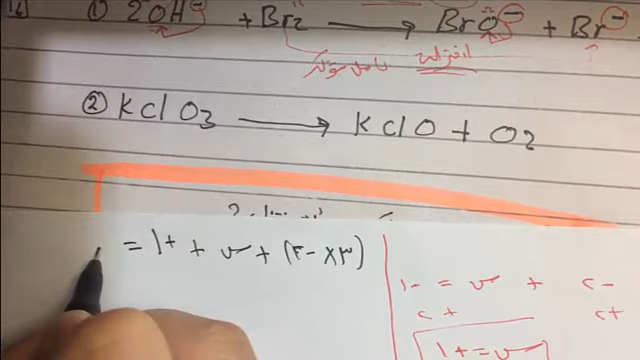 ① 2OH⁻ + Br2 → BrO⁻ + Br⁻
② KClO3 → KClO + O2
= ١+ + س + (٢- × ٣)
١- = س + ٢-
٢+ ٢+
١+ = س